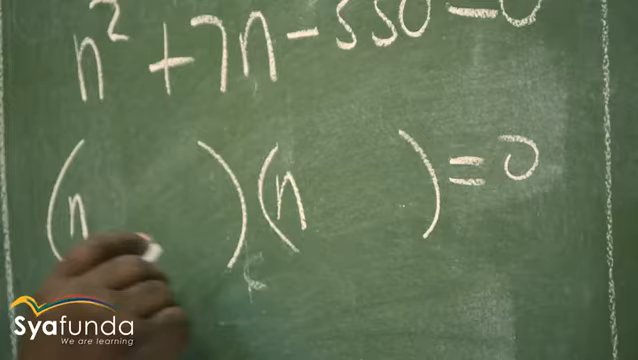 n² + 7n - 550 = 0
(n )(n ) = 0
Syafunda
We are learning